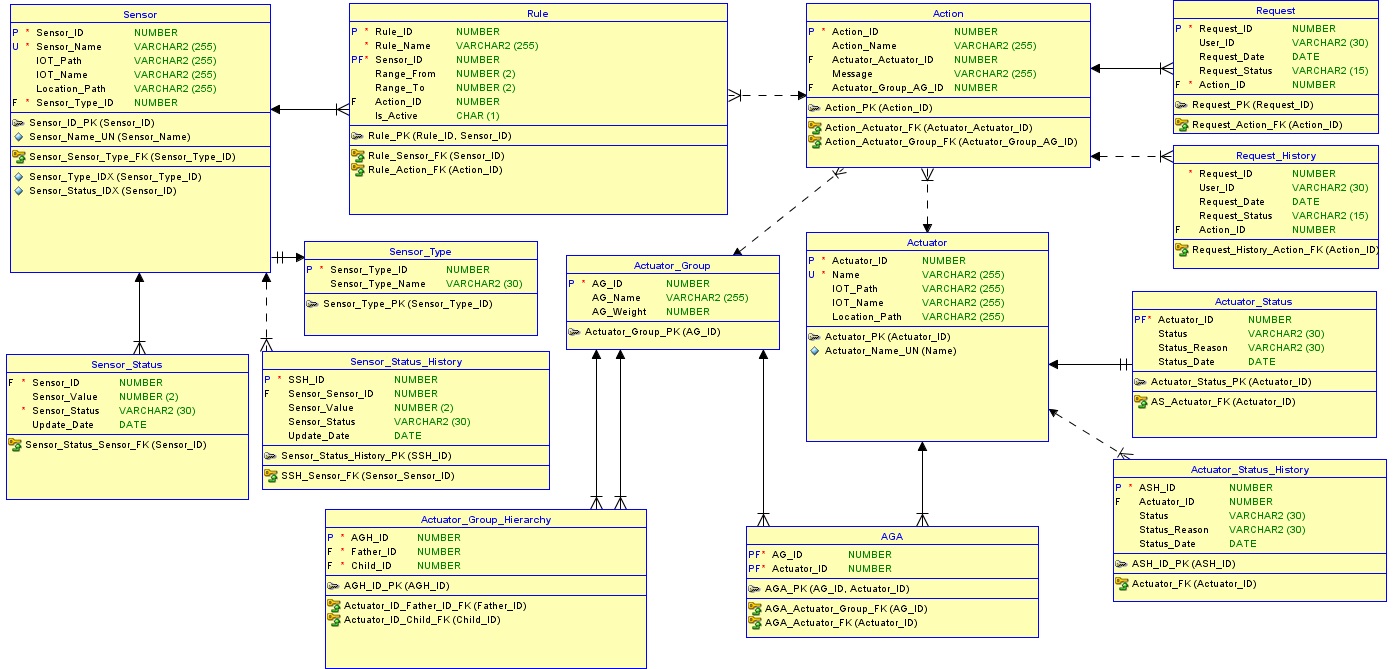 Sensor
P * Sensor_ID NUMBER
U * Sensor_Name VARCHAR2 (255)
IOT_Path VARCHAR2 (255)
IOT_Name VARCHAR2 (255)
Location_Path VARCHAR2 (255)
F * Sensor_Type_ID NUMBER
Sensor_ID_PK (Sensor_ID)
Sensor_Name_UN (Sensor_Name)
Sensor_Sensor_Type_FK (Sensor_Type_ID)
Sensor_Type_IDX (Sensor_Type_ID)
Sensor_Status_IDX (Sensor_ID)
Rule
P * Rule_ID NUMBER
* Rule_Name VARCHAR2 (255)
PF* Sensor_ID NUMBER
Range_From NUMBER (2)
Range_To NUMBER (2)
F Action_ID NUMBER
Is_Active CHAR (1)
Rule_PK (Rule_ID, Sensor_ID)
Rule_Sensor_FK (Sensor_ID)
Rule_Action_FK (Action_ID)
Action
P * Action_ID NUMBER
Action_Name VARCHAR2 (255)
F Actuator_Actuator_ID NUMBER
Message VARCHAR2 (255)
F Actuator_Group_AG_ID NUMBER
Action_PK (Action_ID)
Action_Actuator_FK (Actuator_Actuator_ID)
Action_Actuator_Group_FK (Actuator_Group_AG_ID)
Request
P * Request_ID NUMBER
User_ID VARCHAR2 (30)
Request_Date DATE
Request_Status VARCHAR2 (15)
F * Action_ID NUMBER
Request_PK (Request_ID)
Request_Action_FK (Action_ID)
Request_History
* Request_ID NUMBER
User_ID VARCHAR2 (30)
Request_Date DATE
Request_Status VARCHAR2 (15)
F Action_ID NUMBER
Request_History_Action_FK (Action_ID)
Sensor_Type
P * Sensor_Type_ID NUMBER
Sensor_Type_Name VARCHAR2 (30)
Sensor_Type_PK (Sensor_Type_ID)
Actuator_Group
P * AG_ID NUMBER
AG_Name VARCHAR2 (255)
AG_Weight NUMBER
Actuator_Group_PK (AG_ID)
Actuator
P * Actuator_ID NUMBER
U * Name VARCHAR2 (255)
IOT_Path VARCHAR2 (255)
IOT_Name VARCHAR2 (255)
Location_Path VARCHAR2 (255)
Actuator_PK (Actuator_ID)
Actuator_Name_UN (Name)
Actuator_Status
PF* Actuator_ID NUMBER
Status VARCHAR2 (30)
Status_Reason VARCHAR2 (30)
Status_Date DATE
Actuator_Status_PK (Actuator_ID)
AS_Actuator_FK (Actuator_ID)
Sensor_Status
F * Sensor_ID NUMBER
Sensor_Value NUMBER (2)
* Sensor_Status VARCHAR2 (30)
Update_Date DATE
Sensor_Status_Sensor_FK (Sensor_ID)
Sensor_Status_History
P * SSH_ID NUMBER
F Sensor_Sensor_ID NUMBER
Sensor_Value NUMBER (2)
Sensor_Status VARCHAR2 (30)
Update_Date DATE
Sensor_Status_History_PK (SSH_ID)
SSH_Sensor_FK (Sensor_Sensor_ID)
Actuator_Status_History
P * ASH_ID NUMBER
F Actuator_ID NUMBER
Status VARCHAR2 (30)
Status_Reason VARCHAR2 (30)
Status_Date DATE
ASH_ID_PK (ASH_ID)
Actuator_FK (Actuator_ID)
Actuator_Group_Hierarchy
P * AGH_ID NUMBER
F * Father_ID NUMBER
F * Child_ID NUMBER
AGH_ID_PK (AGH_ID)
Actuator_ID_Father_ID_FK (Father_ID)
Actuator_ID_Child_FK (Child_ID)
AGA
PF* AG_ID NUMBER
PF* Actuator_ID NUMBER
AGA_PK (AG_ID, Actuator_ID)
AGA_Actuator_Group_FK (AG_ID)
AGA_Actuator_FK (Actuator_ID)